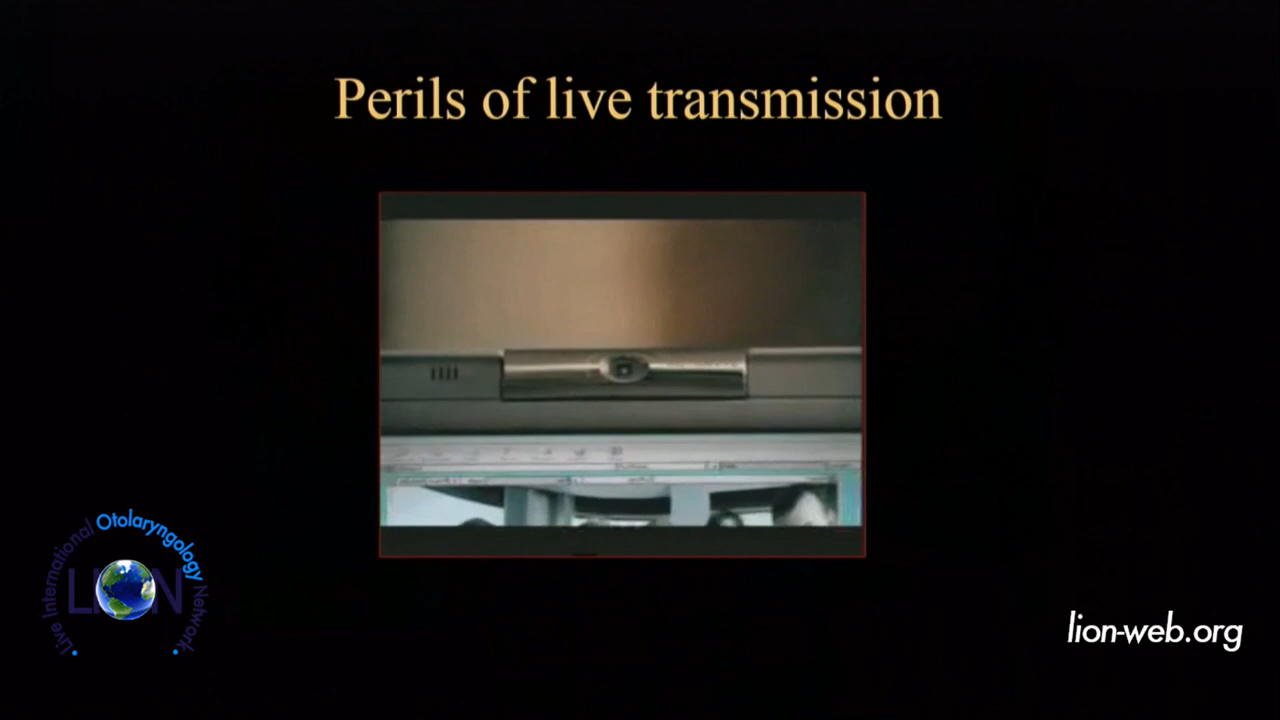 Perils of live transmission
Live International Otolaryngology Network
LION
lion-web.org